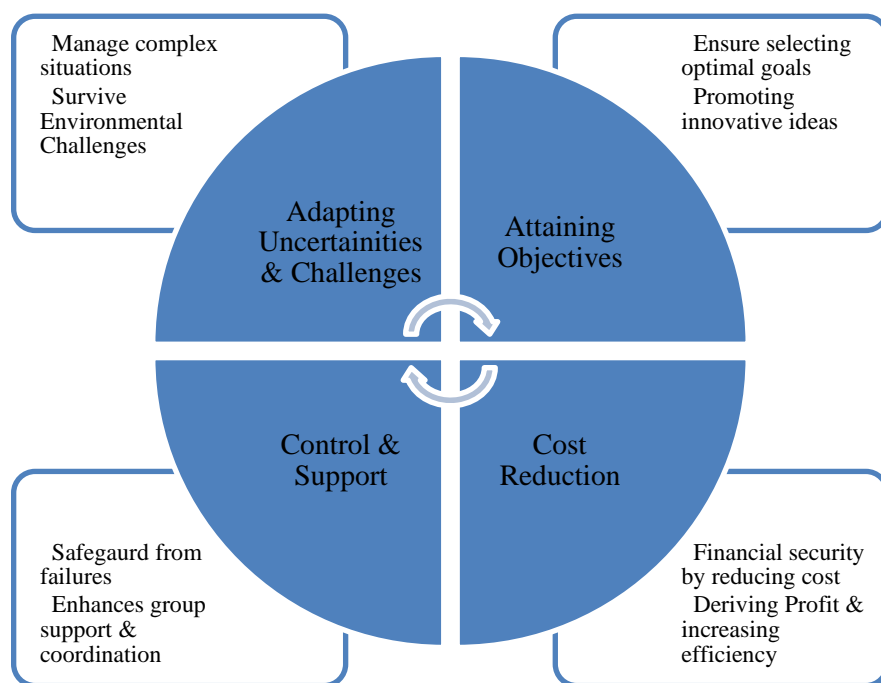 Manage complex
situations
Survive
Environmental
Challenges
Ensure selecting
optimal goals
Promoting
innovative ideas
Adapting
Uncertainities
& Challenges
Attaining
Objectives
Control &
Support
Cost
Reduction
Safegaurd from
failures
Enhances group
support &
coordination
Financial security
by reducing cost
Deriving Profit &
increasing
efficiency